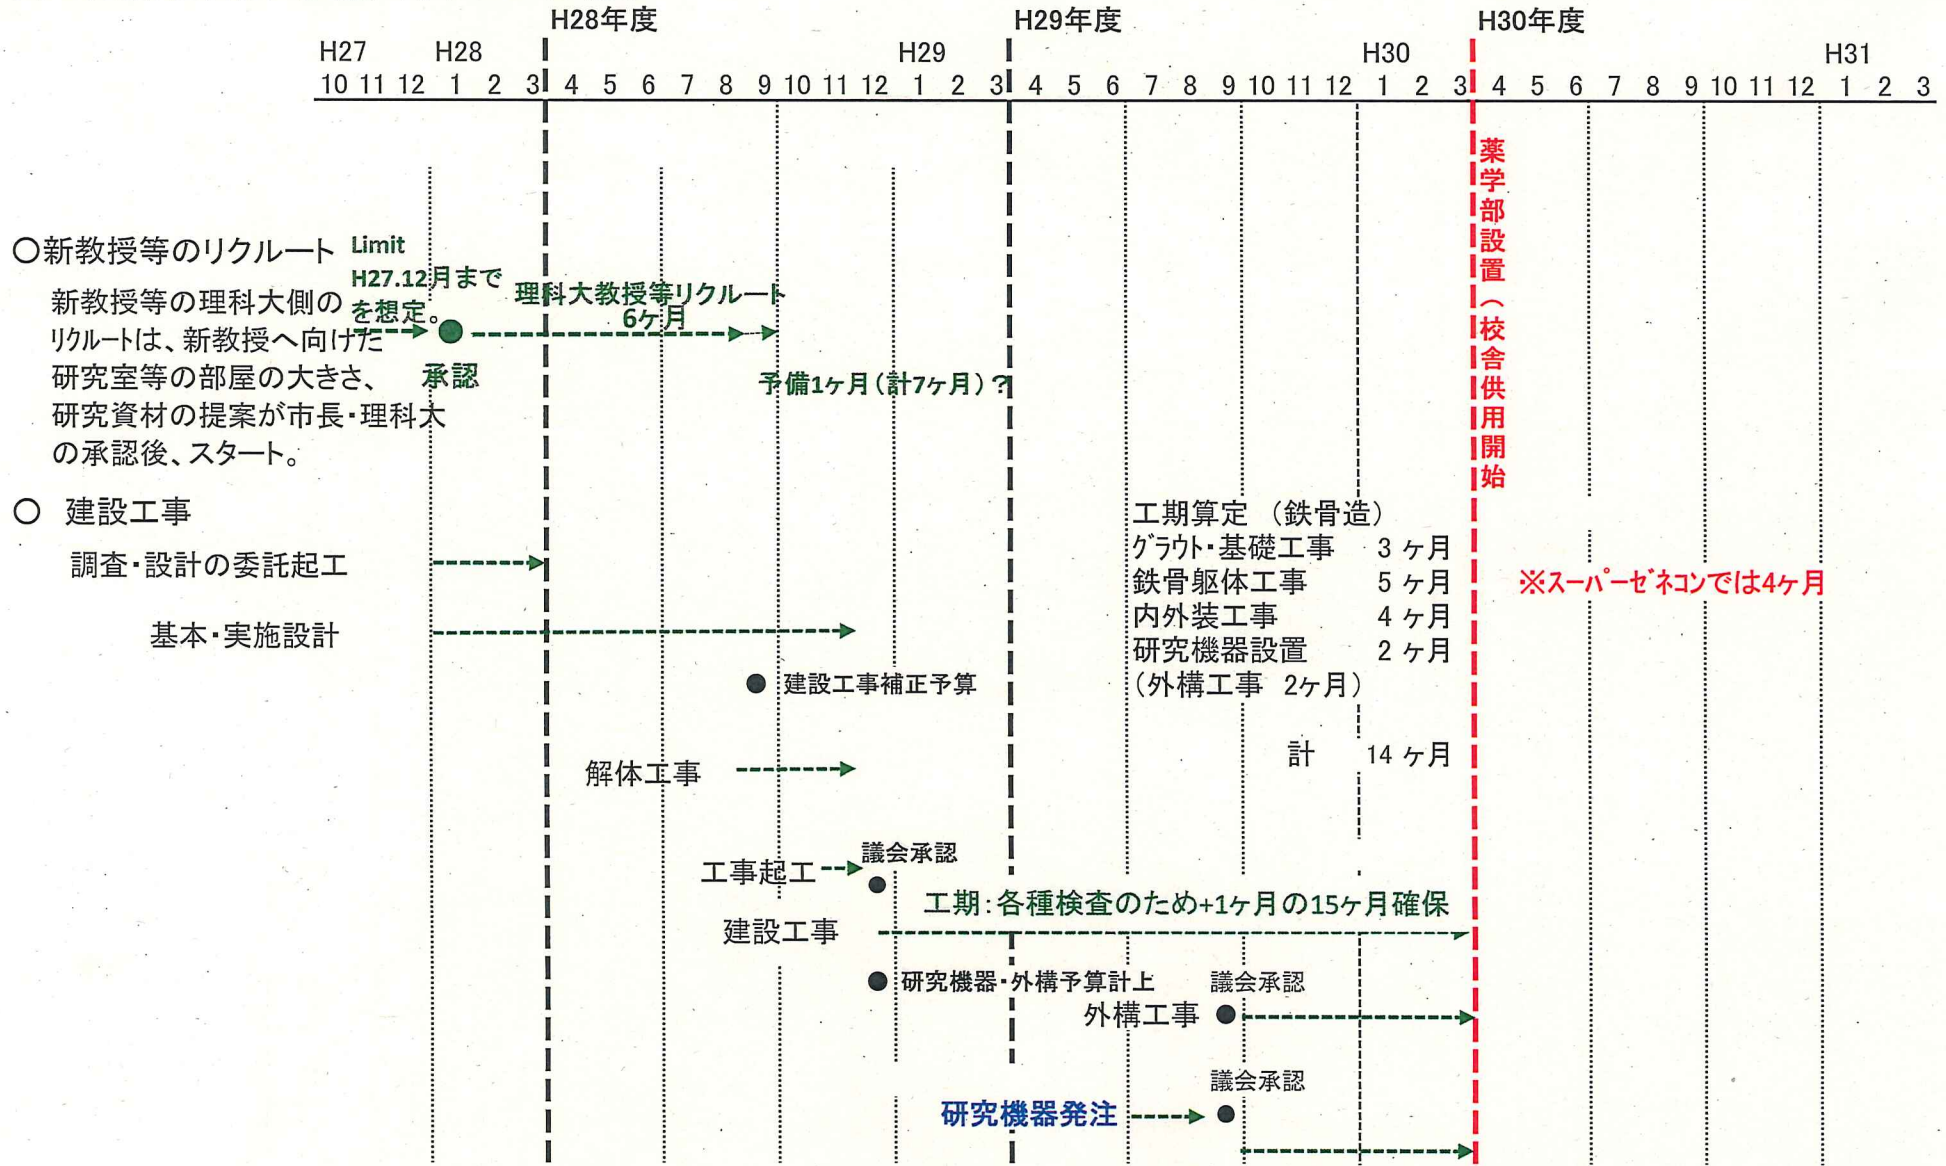 H28年度 H29年度 H30年度
H27 H28 H29 H30 H31
10 11 12 1 2 3 4 5 6 7 8 9 10 11 12 1 2 3 4 5 6 7 8 9 10 11 12 1 2 3 4 5 6 7 8 9 10 11 12 1 2 3
薬学部設置(校舎供用開始
〇新教授等のリクルート
新教授等の理科大側の
リクルートは、新教授へ向けた
研究室等の部屋の大きさ、
研究資材の提案が市長・理科大
の承認後、スタート。
Limit
H27.12月まで
を想定。
承認
理科大教授等リクルート
6ヶ月
予備1ヶ月(計7ヶ月)?
〇 建設工事
調査・設計の委託起工
基本・実施設計
建設工事補正予算
工期算定 (鉄骨造)
グラウト・基礎工事 3 ヶ月
鉄骨躯体工事 5 ヶ月
※スーパーゼネコンでは4ヶ月
内外装工事 4 ヶ月
研究機器設置 2 ヶ月
(外構工事 2ヶ月)
計 14 ヶ月
解体工事
工事起工
議会承認
工期:各種検査のため+1ヶ月の15ヶ月確保
建設工事
研究機器・外構予算計上
議会承認
外構工事
議会承認
研究機器発注